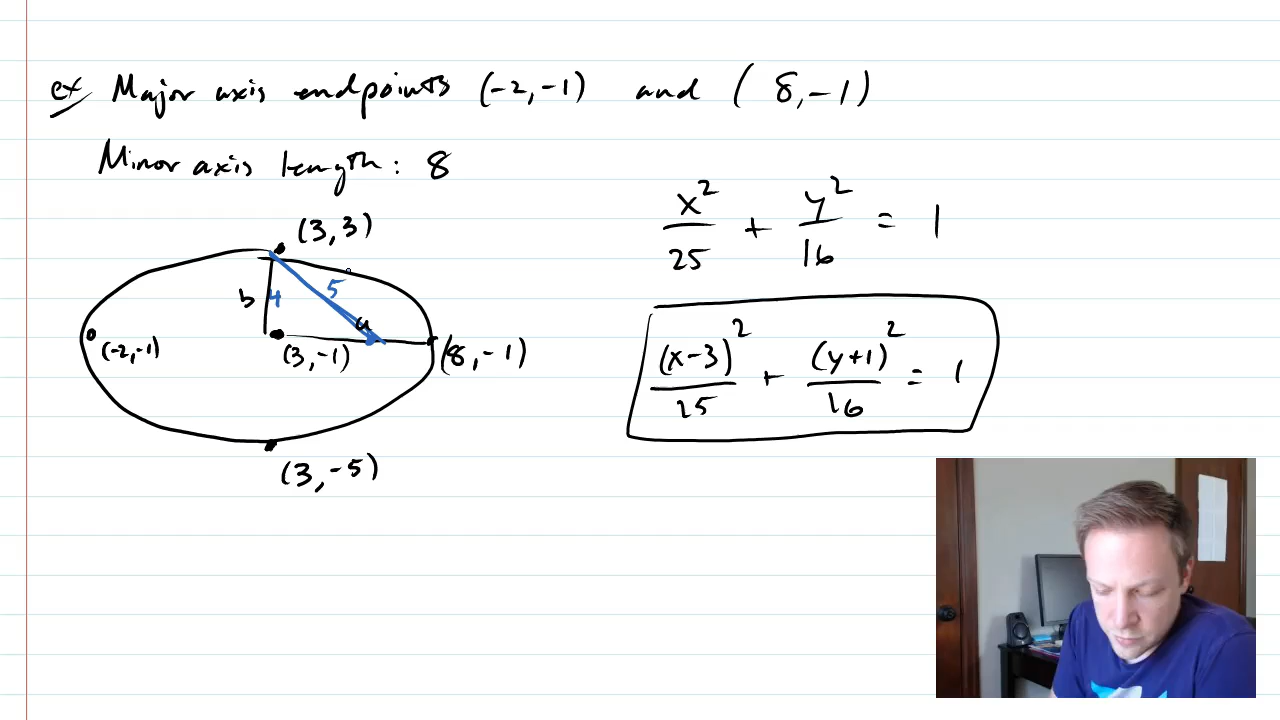 ex Major axis endpoints (-2,-1) and (8,-1)
Minor axis length: 8
(3,3)
b 4 5 a
(-2,-1) (3,-1) (8,-1)
(3,-5)
x²/25 + y²/16 = 1
(x-3)²/25 + (y+1)²/16 = 1